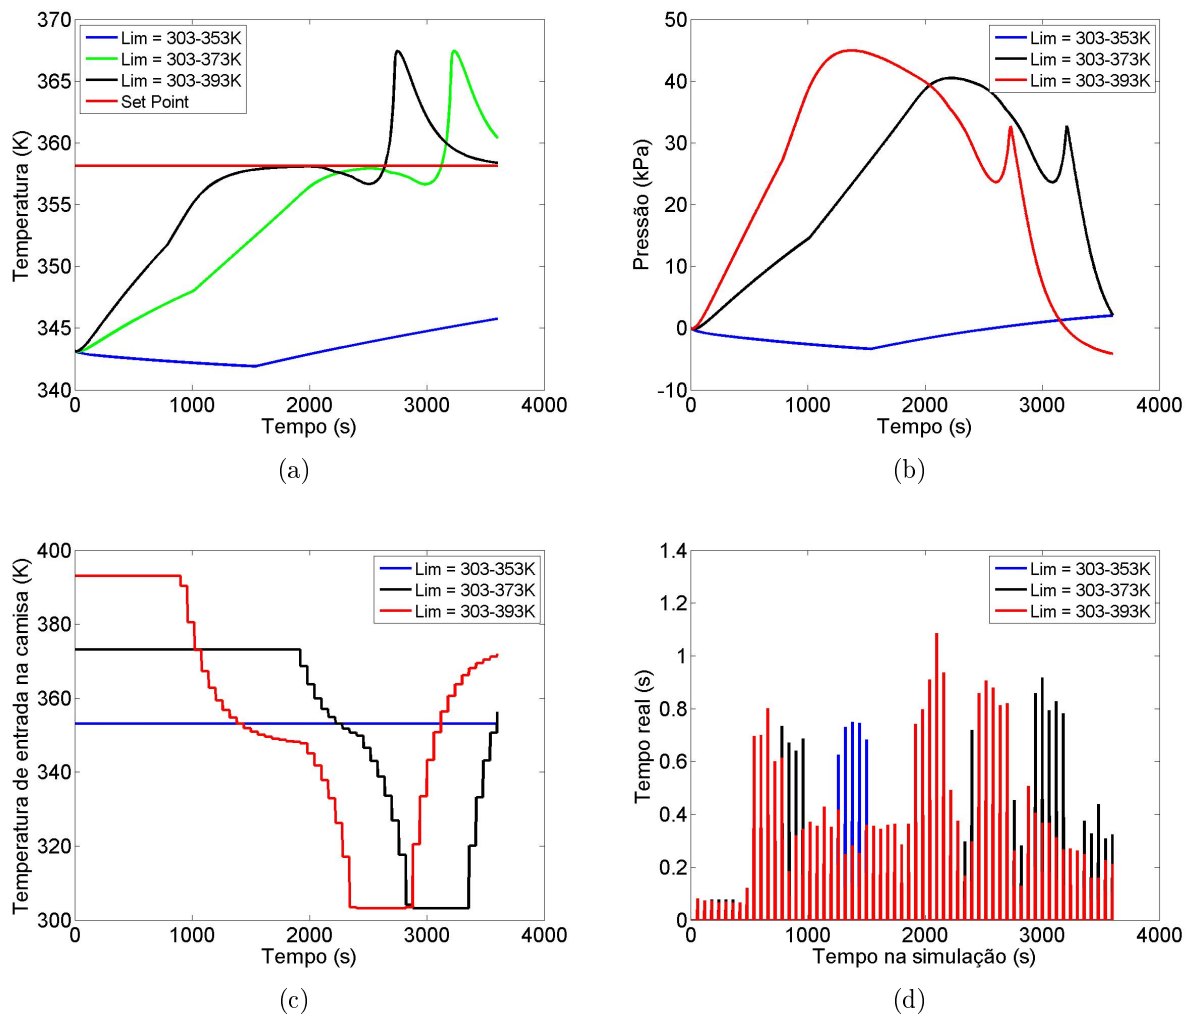 370
365
360
355
350
345
340
Temperatura (K)
Lim = 303-353K
Lim = 303-373K
Lim = 303-393K
Set Point
0 1000 2000 3000 4000
Tempo (s)
(a)
50
40
30
20
10
0
-10
Pressão (kPa)
Lim = 303-353K
Lim = 303-373K
Lim = 303-393K
0 1000 2000 3000 4000
Tempo (s)
(b)
400
380
360
340
320
300
Temperatura de entrada na camisa (K)
Lim = 303-353K
Lim = 303-373K
Lim = 303-393K
0 1000 2000 3000 4000
Tempo (s)
(c)
1.4
1.2
1
0.8
0.6
0.4
0.2
0
Tempo real (s)
Lim = 303-353K
Lim = 303-373K
Lim = 303-393K
0 1000 2000 3000 4000
Tempo na simulação (s)
(d)